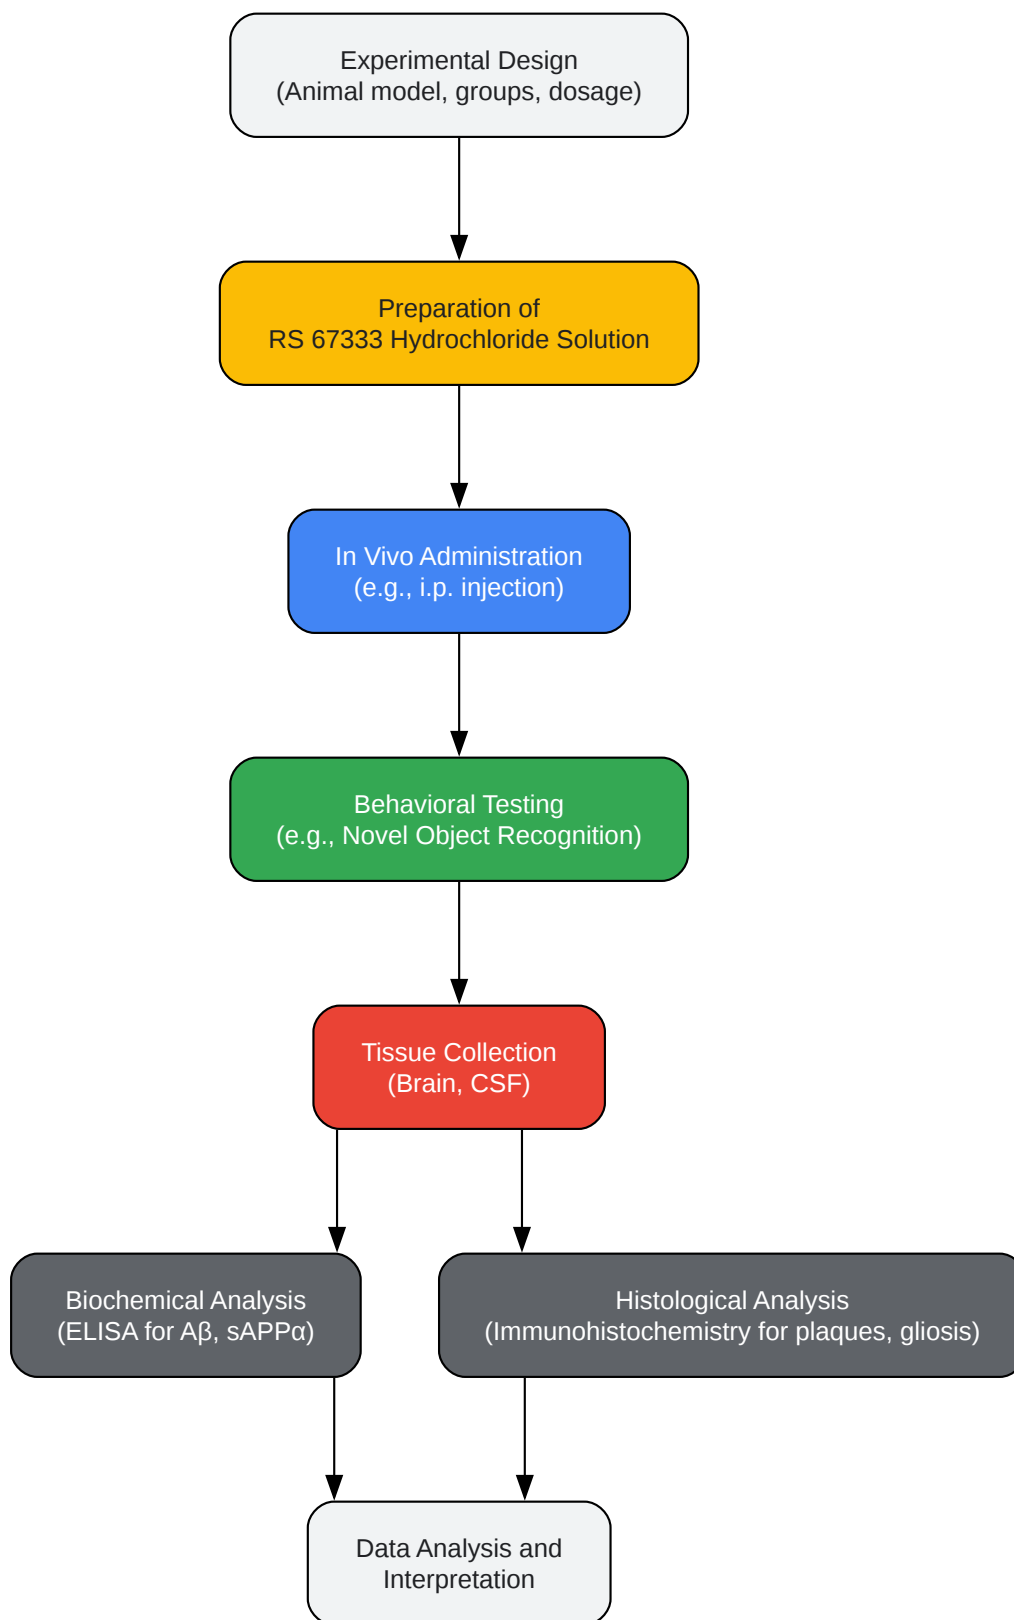 Experimental Design
(Animal model, groups, dosage)
Preparation of
RS 67333 Hydrochloride Solution
In Vivo Administration
(e.g., i.p. injection)
Behavioral Testing
(e.g., Novel Object Recognition)
Tissue Collection
(Brain, CSF)
Biochemical Analysis
(ELISA for Aβ, sAPPα)
Histological Analysis
(Immunohistochemistry for plaques, gliosis)
Data Analysis and
Interpretation